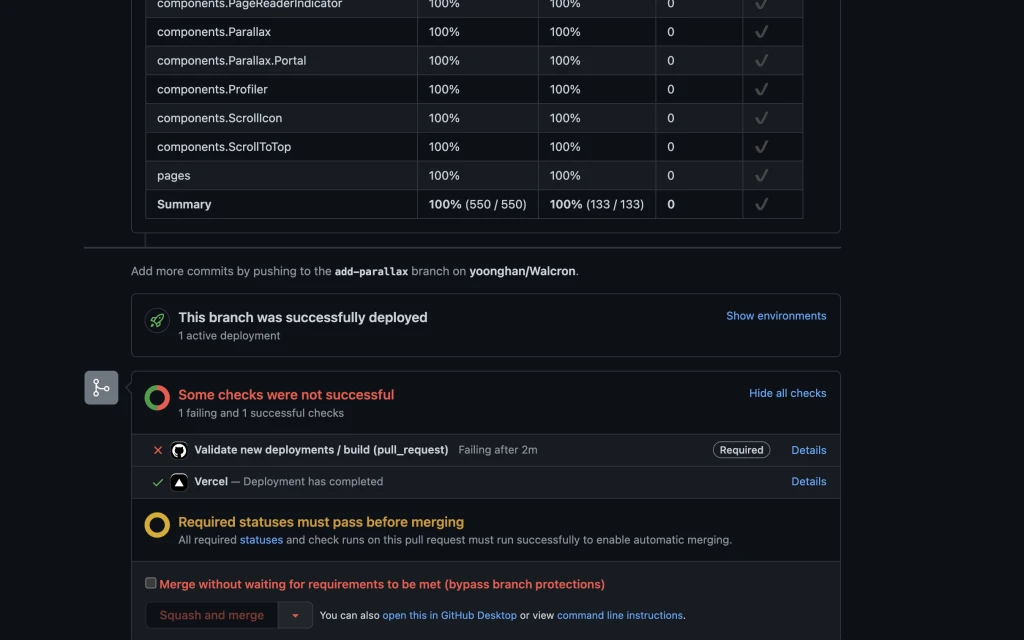 components.PageReaderIndicator 100% 100% 0
components.Parallax 100% 100% 0
components.Parallax.Portal 100% 100% 0
components.Profiler 100% 100% 0
components.ScrollIcon 100% 100% 0
components.ScrollToTop 100% 100% 0
pages 100% 100% 0
Summary 100% (550 / 550) 100% (133 / 133) 0
Add more commits by pushing to the add-parallax branch on yoonghan/Walcron.
This branch was successfully deployed
Show environments
1 active deployment
Some checks were not successful
Hide all checks
1 failing and 1 successful checks
Validate new deployments / build (pull_request) Failing after 2m Required Details
Vercel — Deployment has completed Details
Required statuses must pass before merging
All required statuses and check runs on this pull request must run successfully to enable automatic merging.
Merge without waiting for requirements to be met (bypass branch protections)
Squash and merge You can also open this in GitHub Desktop or view command line instructions.